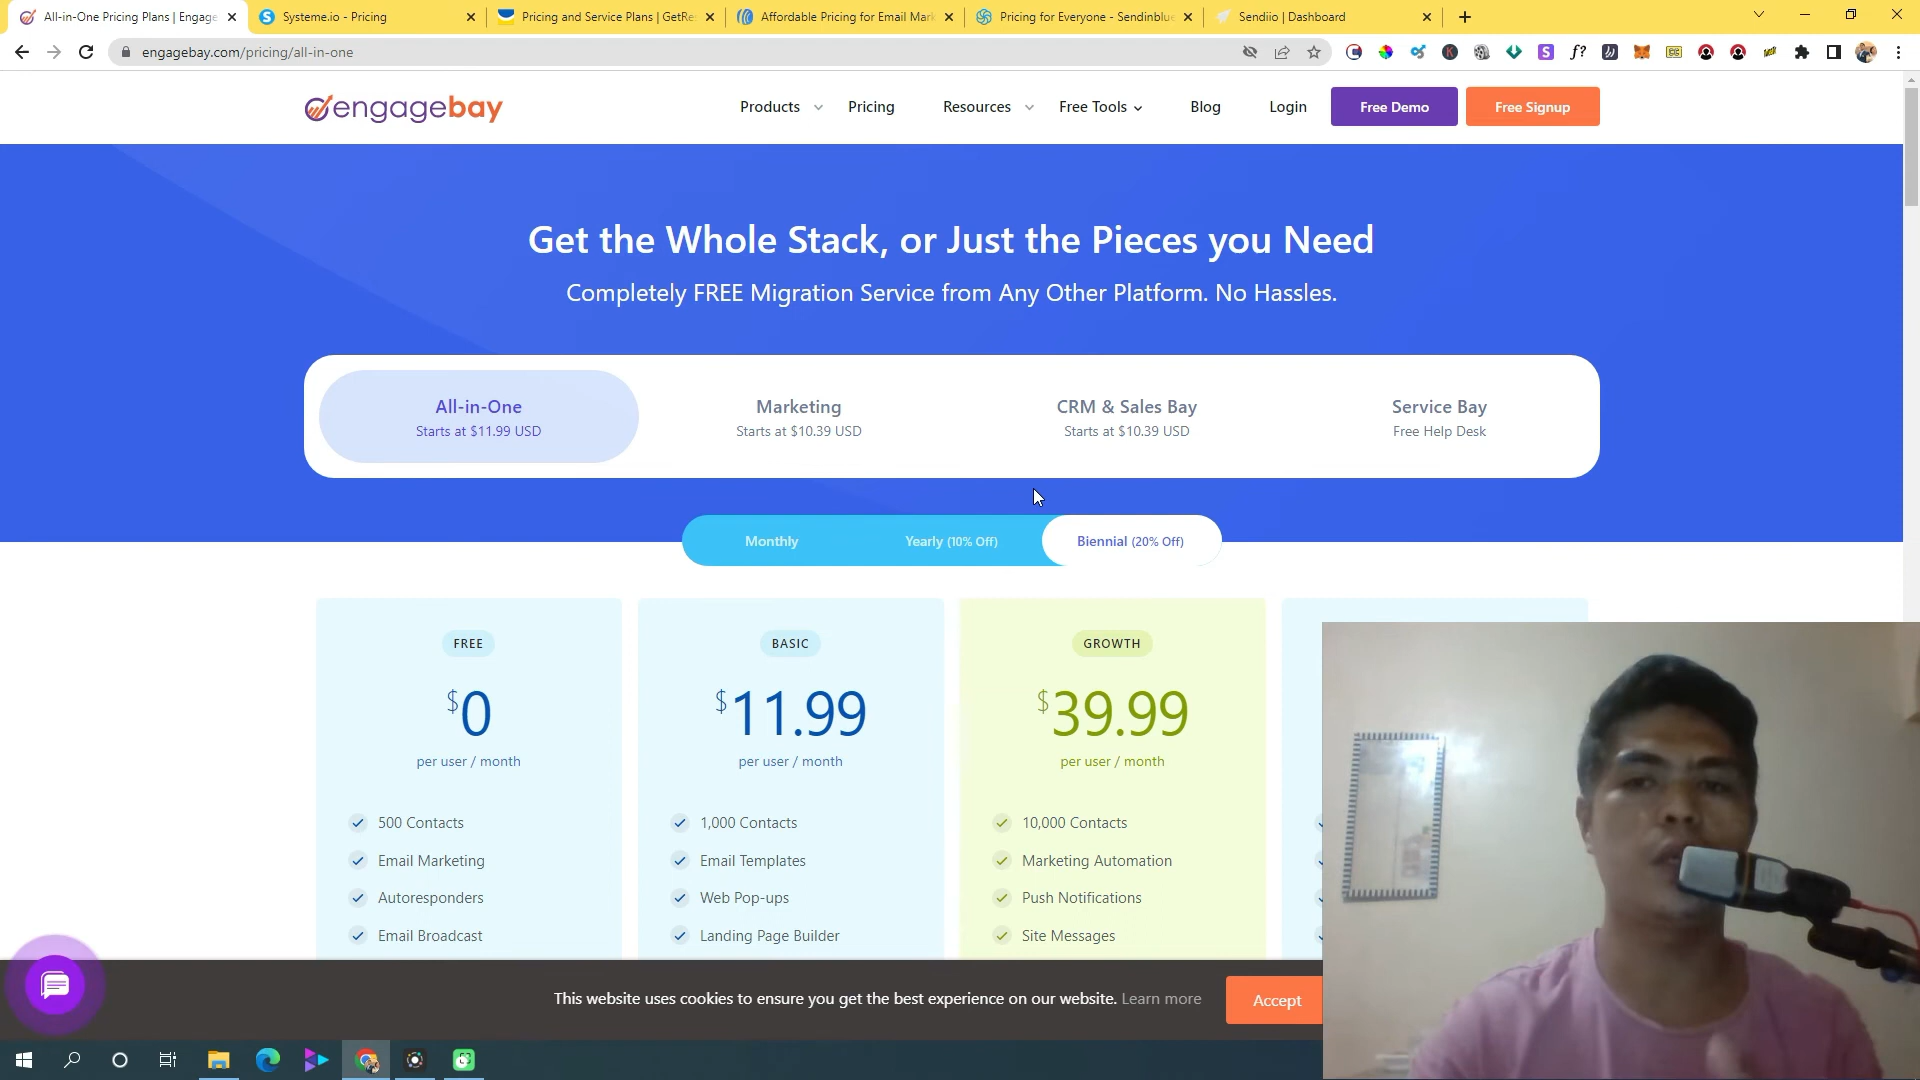 All-in-One Pricing Plans | Engage
Systeme.io - Pricing
Pricing and Service Plans | GetRe
Affordable Pricing for Email Mark
Pricing for Everyone - Sendinblue
Sendiio | Dashboard
engagebay.com/pricing/all-in-one
engagebay
Products
Pricing
Resources
Free Tools
Blog
Login
Free Demo
Free Signup
Get the Whole Stack, or Just the Pieces you Need
Completely FREE Migration Service from Any Other Platform. No Hassles.
All-in-One
Starts at $11.99 USD
Marketing
Starts at $10.39 USD
CRM & Sales Bay
Starts at $10.39 USD
Service Bay
Free Help Desk
Monthly
Yearly (10% Off)
Biennial (20% Off)
FREE
$0
per user / month
500 Contacts
Email Marketing
Autoresponders
Email Broadcast
BASIC
$11.99
per user / month
1,000 Contacts
Email Templates
Web Pop-ups
Landing Page Builder
GROWTH
$39.99
per user / month
10,000 Contacts
Marketing Automation
Push Notifications
Site Messages
This website uses cookies to ensure you get the best experience on our website. Learn more
Accept